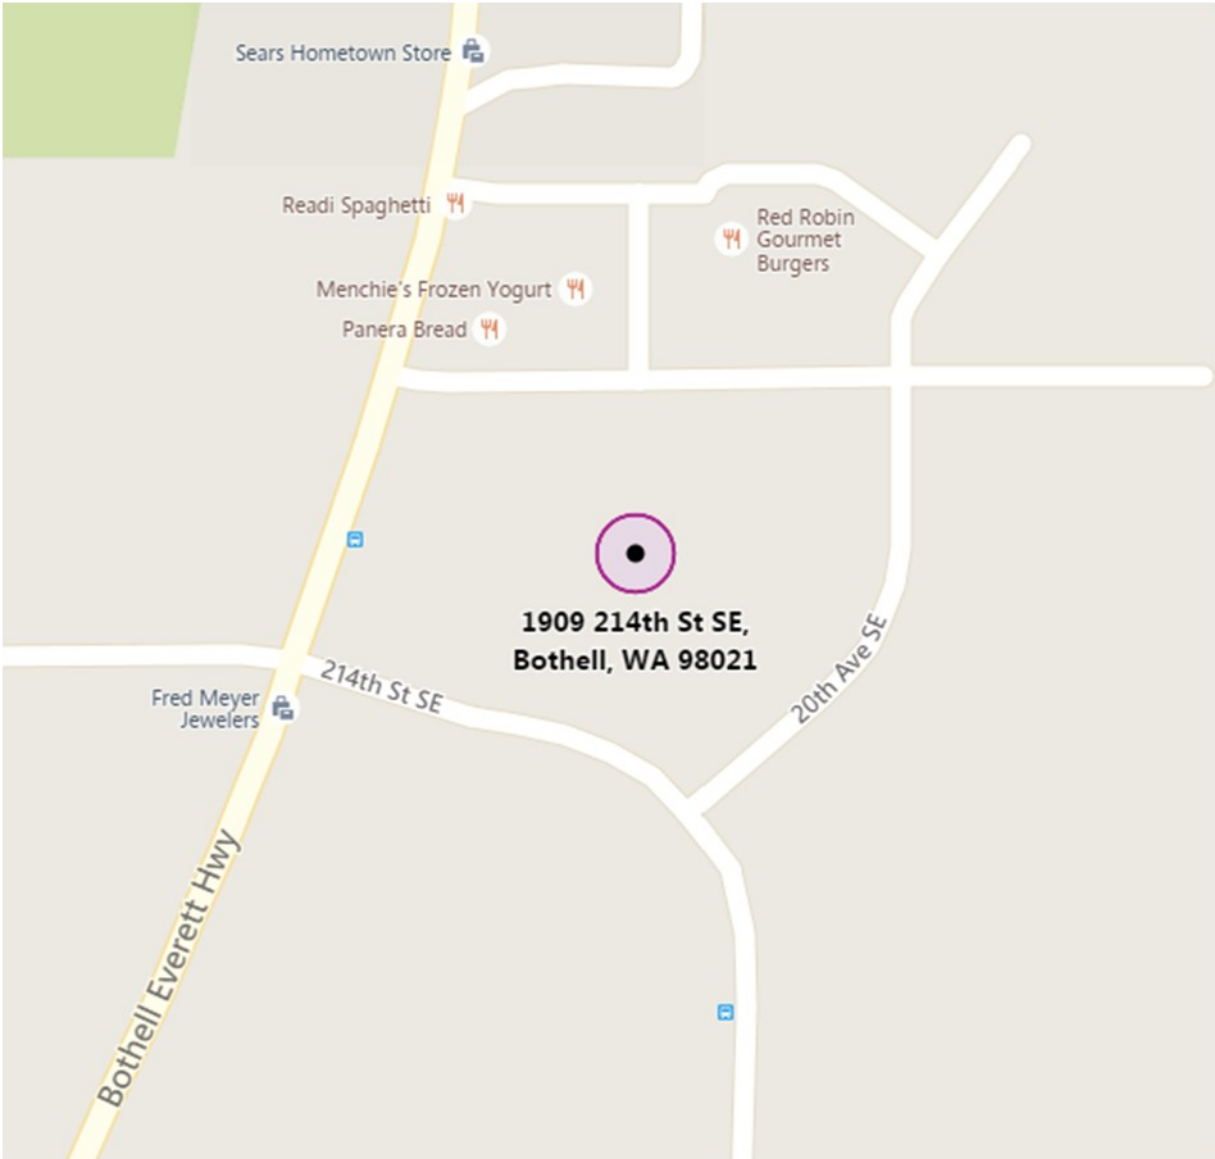 Sears Hometown Store
Readi Spaghetti
Red Robin
Gourmet
Burgers
Menchie's Frozen Yogurt
Panera Bread
1909 214th St SE,
Bothell, WA 98021
20th Ave SE
214th St SE
Fred Meyer
Jewelers
Bothell Everett Hwy